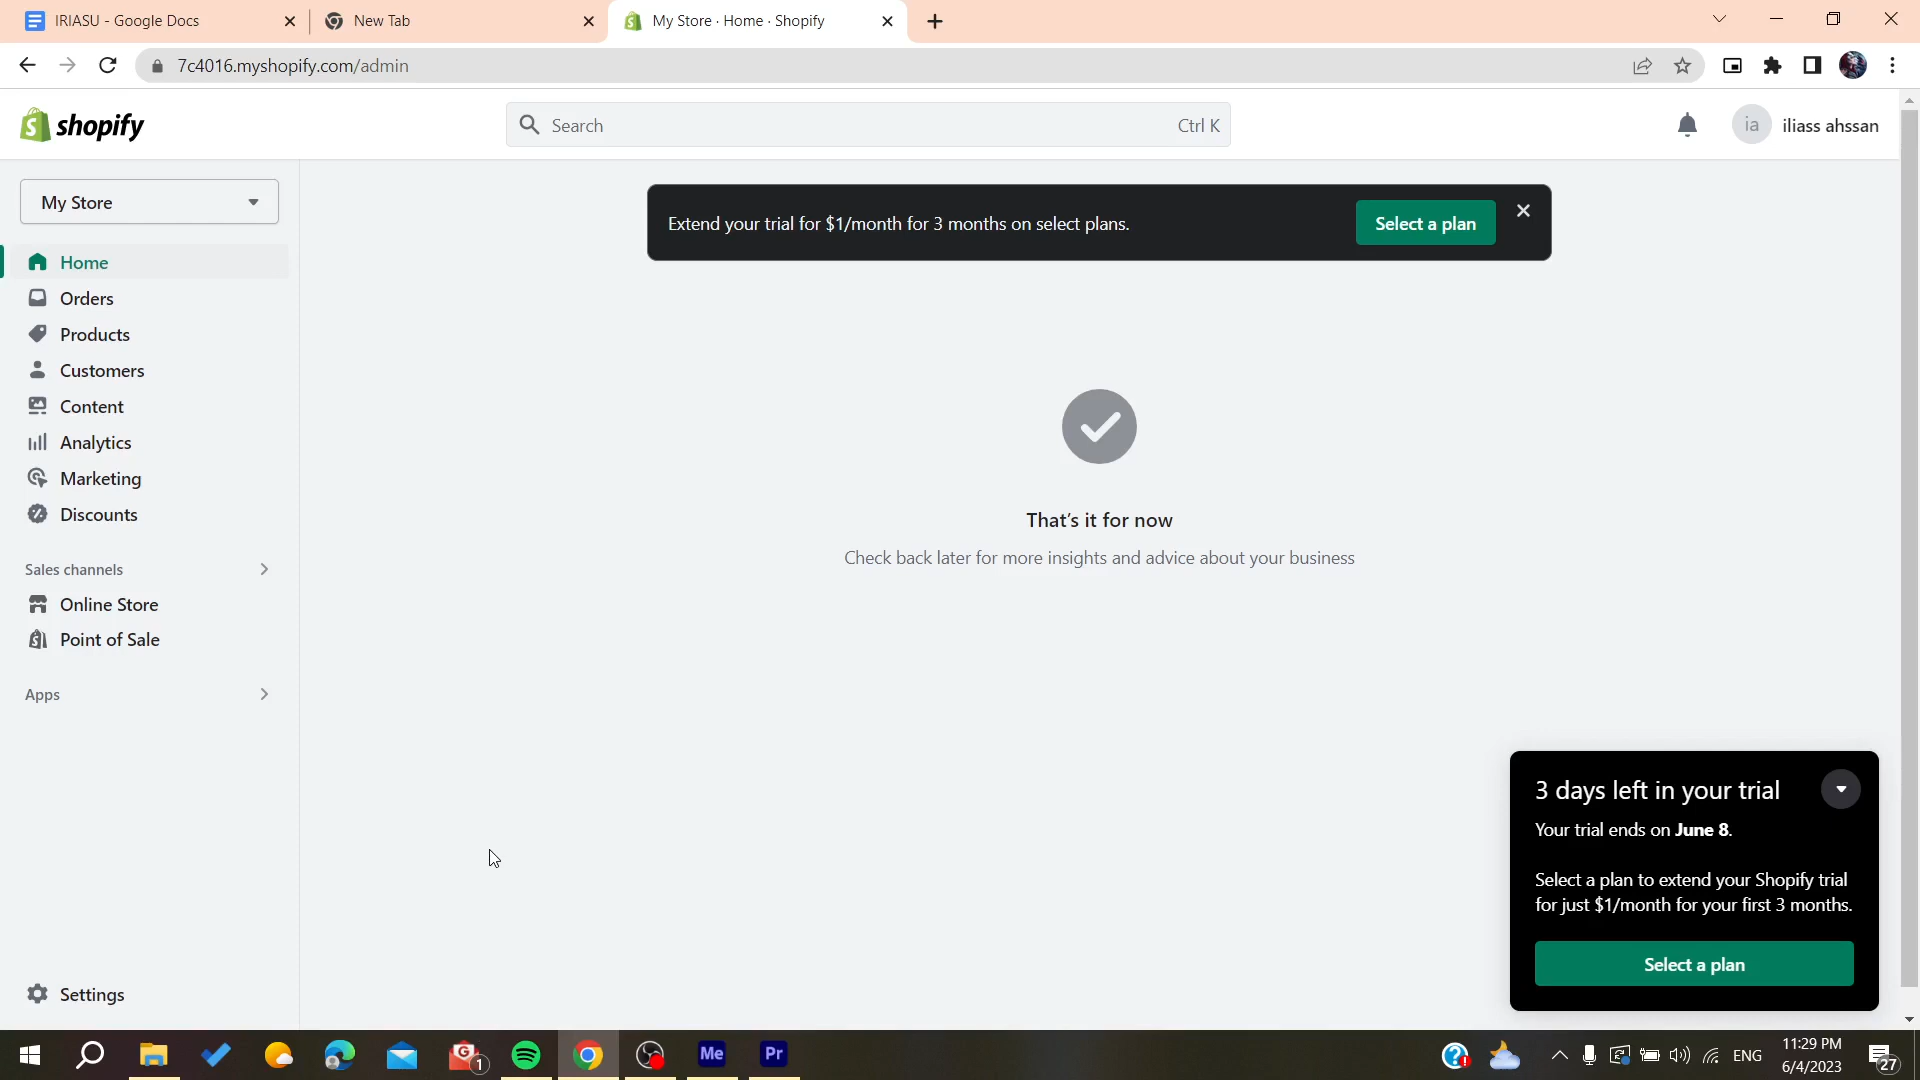 IRIASU - Google Docs
New Tab
My Store · Home · Shopify
7c4016.myshopify.com/admin
shopify
Search
Ctrl K
ia
iliass ahssan
My Store
Extend your trial for $1/month for 3 months on select plans.
Select a plan
Home
Orders
Products
Customers
Content
Analytics
Marketing
Discounts
That's it for now
Check back later for more insights and advice about your business
Sales channels
Online Store
Point of Sale
Apps
3 days left in your trial
Your trial ends on June 8.
Select a plan to extend your Shopify trial
for just $1/month for your first 3 months.
Select a plan
Settings
G
1
Me
Pr
ENG
11:29 PM
6/4/2023
27